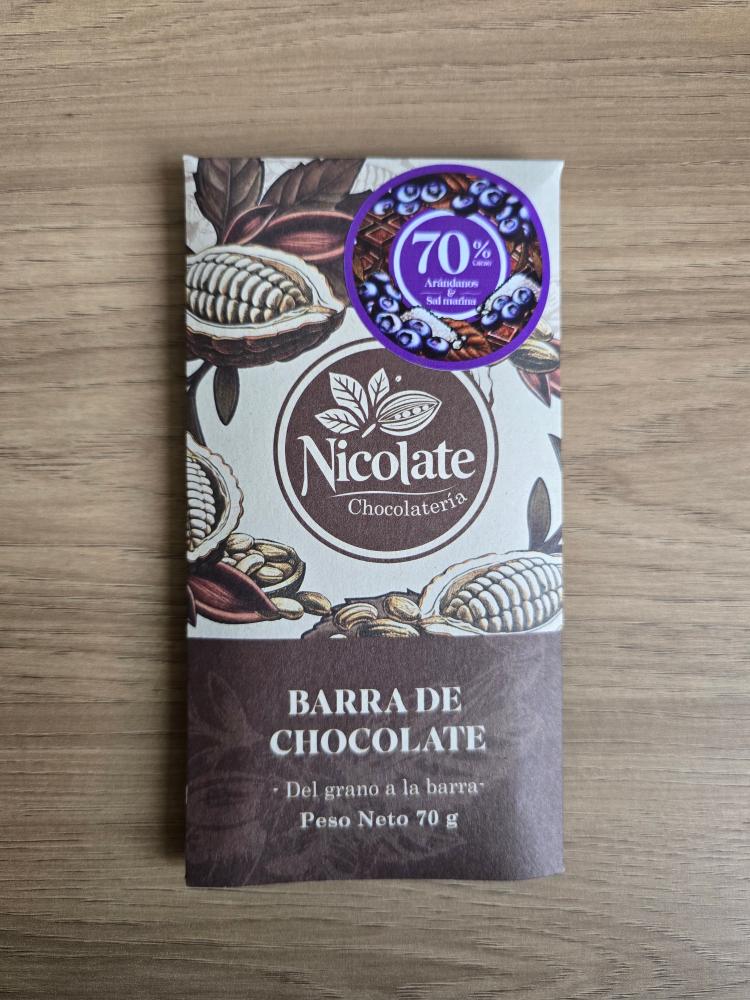 70%
CACAO
Arándanos
&
Sal marina
Nicolate
Chocolatería
BARRA DE
CHOCOLATE
- Del grano a la barra-
Peso Neto 70 g